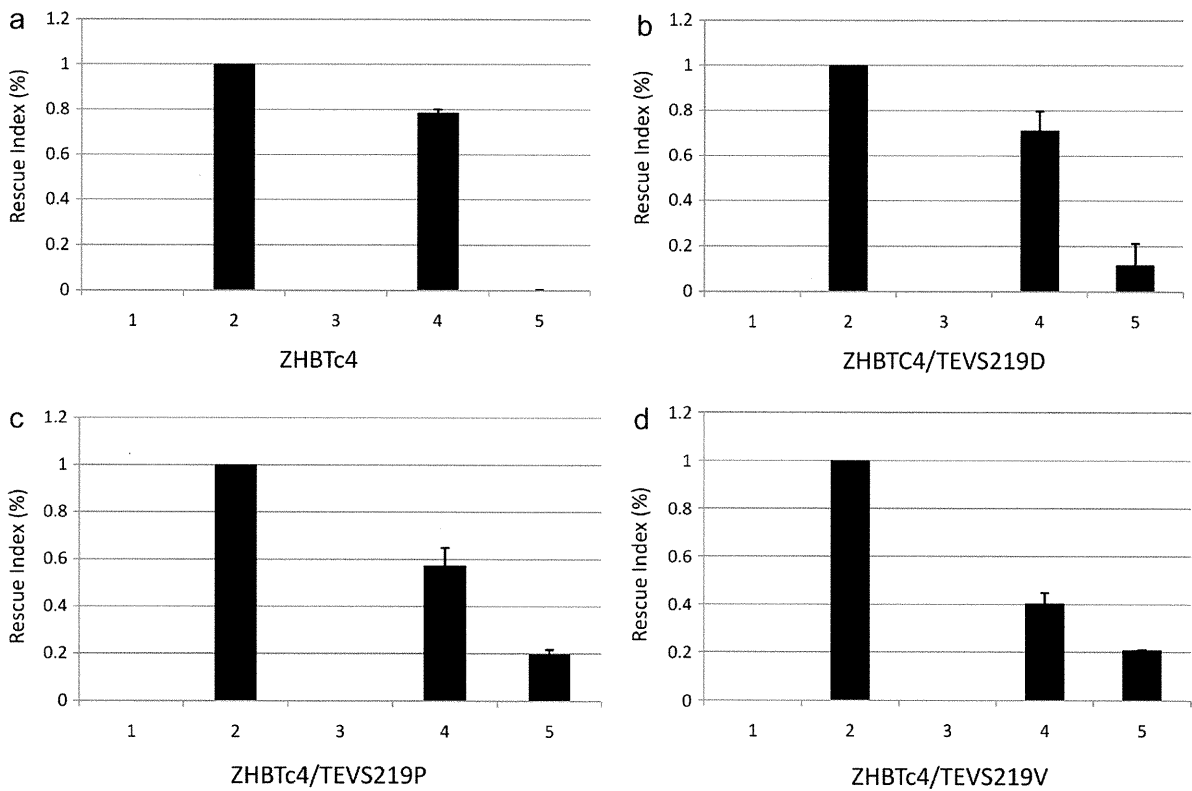 a
Rescue Index (%)
1.2
1
0.8
0.6
0.4
0.2
0
1 2 3 4 5
ZHBTc4
b
Rescue Index (%)
1.2
1
0.8
0.6
0.4
0.2
0
1 2 3 4 5
ZHBTC4/TEVS219D
c
Rescue Index (%)
1.2
1
0.8
0.6
0.4
0.2
0
1 2 3 4 5
ZHBTc4/TEVS219P
d
Rescue Index (%)
1.2
1
0.8
0.6
0.4
0.2
0
1 2 3 4 5
ZHBTc4/TEVS219V